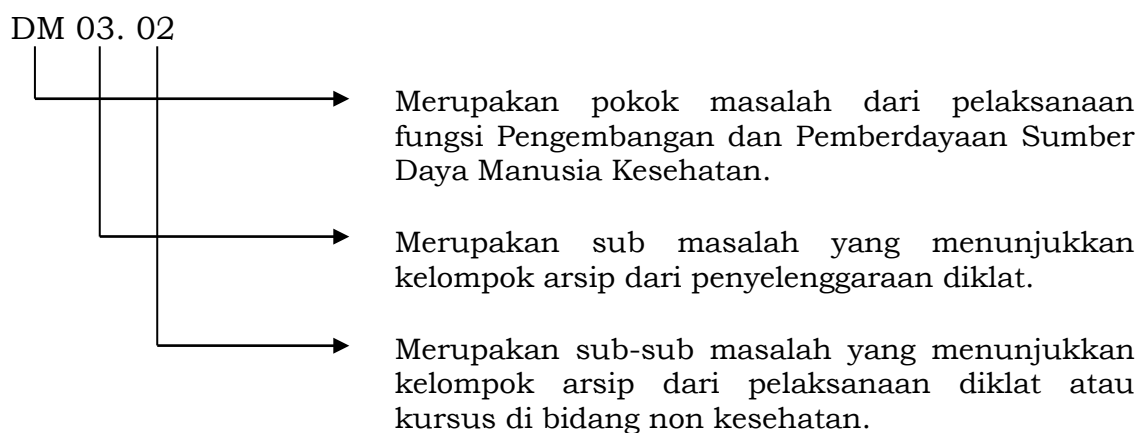 DM 03. 02
Merupakan pokok masalah dari pelaksanaan
fungsi Pengembangan dan Pemberdayaan Sumber
Daya Manusia Kesehatan.
Merupakan sub masalah yang menunjukkan
kelompok arsip dari penyelenggaraan diklat.
Merupakan sub-sub masalah yang menunjukkan
kelompok arsip dari pelaksanaan diklat atau
kursus di bidang non kesehatan.